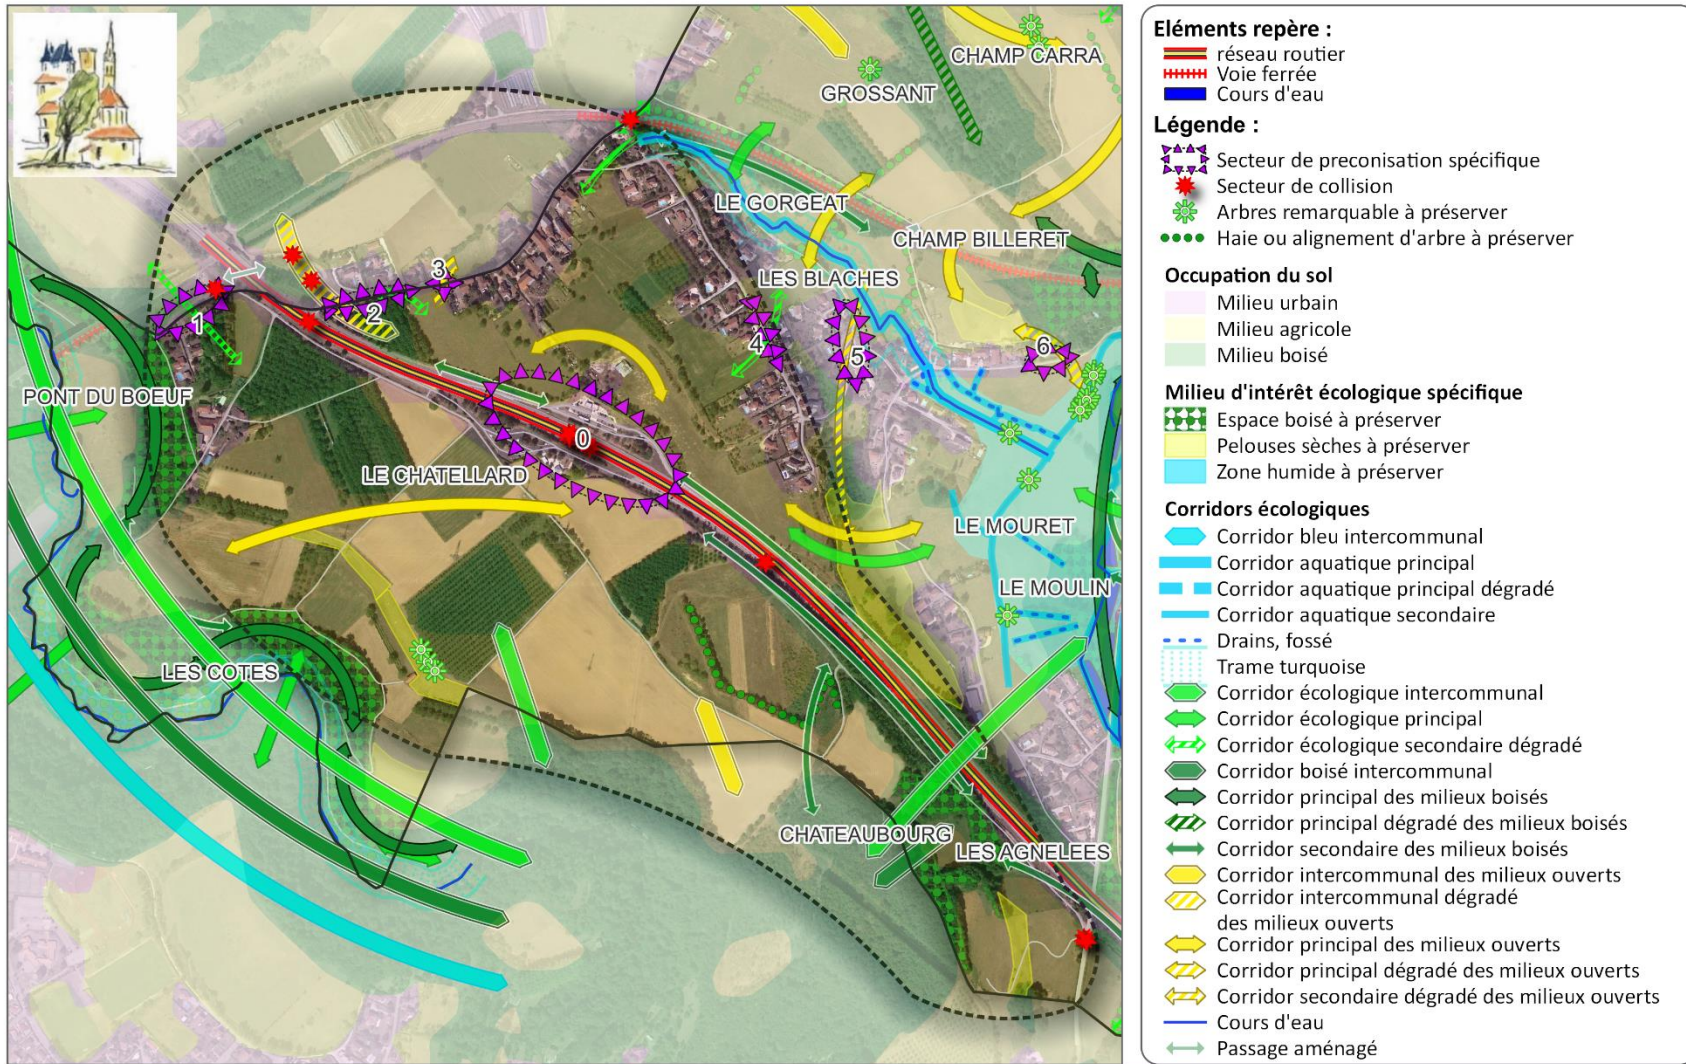 CHAMP CARRA
GROSSANT
LE GORGEAT
CHAMP BILLERET
LES BLACHES
3
2
1
4
5
6
PONT DU BOEUF
0
LE CHATELLARD
LE MOURET
LE MOULIN
LES COTES
CHATEAUBOURG
LES AGNELEES
Eléments repère :
réseau routier
Voie ferrée
Cours d'eau
Légende :
Secteur de preconisation spécifique
Secteur de collision
Arbres remarquable à préserver
Haie ou alignement d'arbre à préserver
Occupation du sol
Milieu urbain
Milieu agricole
Milieu boisé
Milieu d'intérêt écologique spécifique
Espace boisé à préserver
Pelouses sèches à préserver
Zone humide à préserver
Corridors écologiques
Corridor bleu intercommunal
Corridor aquatique principal
Corridor aquatique principal dégradé
Corridor aquatique secondaire
Drains, fossé
Trame turquoise
Corridor écologique intercommunal
Corridor écologique principal
Corridor écologique secondaire dégradé
Corridor boisé intercommunal
Corridor principal des milieux boisés
Corridor principal dégradé des milieux boisés
Corridor secondaire des milieux boisés
Corridor intercommunal des milieux ouverts
Corridor intercommunal dégradé
des milieux ouverts
Corridor principal des milieux ouverts
Corridor principal dégradé des milieux ouverts
Corridor secondaire dégradé des milieux ouverts
Cours d'eau
Passage aménagé